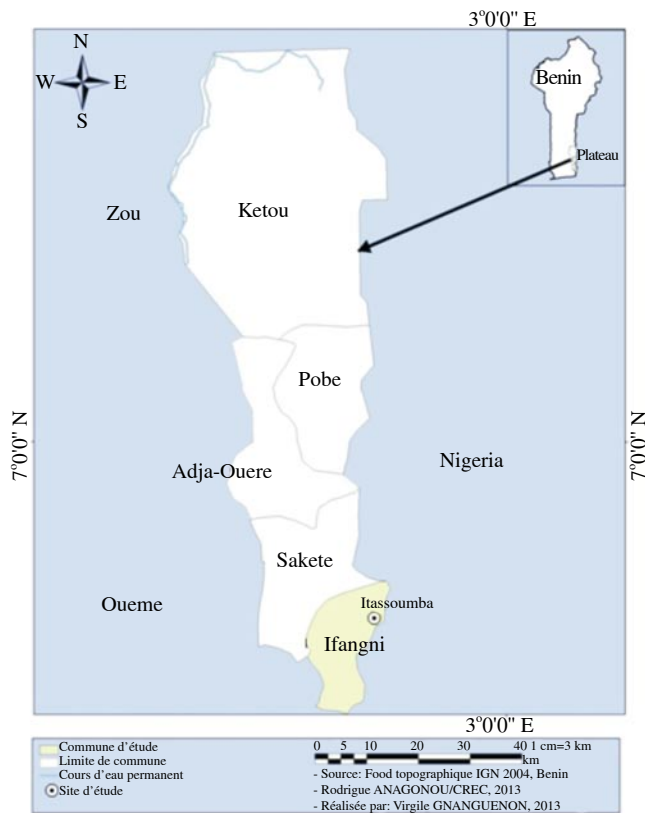 3°0'0'' E
N
W E
S
Benin
Plateau
Zou
Ketou
Pobe
7°0'0'' N
7°0'0'' N
Adja-Ouere
Nigeria
Sakete
Oueme
Itassoumba
Ifangni
3°0'0'' E
Commune d'étude
Limite de commune
Cours d'eau permanent
Site d'étude
0 5 10 20 30 40 1 cm=3 km
km
- Source: Food topographique IGN 2004, Benin
- Rodrigue ANAGONOU/CREC, 2013
- Réalisée par: Virgile GNANGUENON, 2013